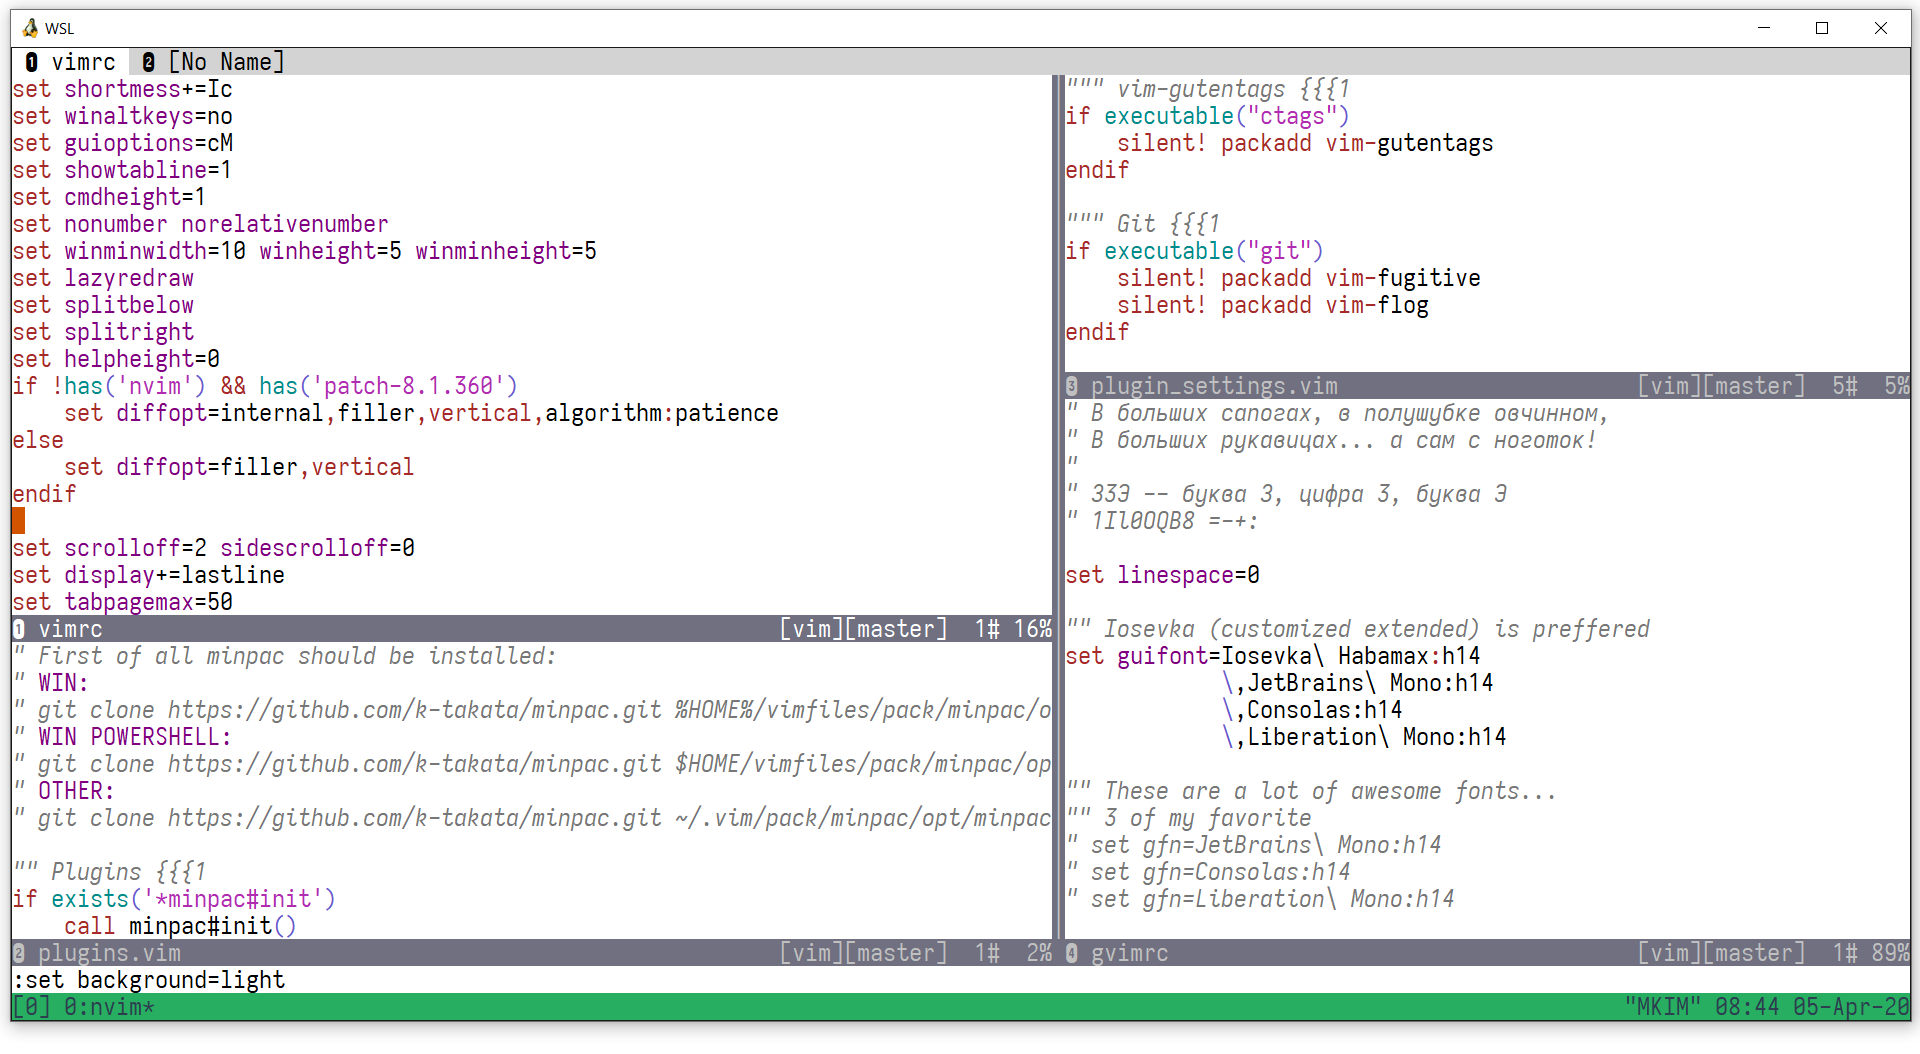 WSL
1 vimrc 2 [No Name]
set shortmess+=Ic
set winaltkeys=no
set guioptions=cM
set showtabline=1
set cmdheight=1
set nonumber norelativenumber
set winminwidth=10 winheight=5 winminheight=5
set lazyredraw
set splitbelow
set splitright
set helpheight=0
if !has('nvim') && has('patch-8.1.360')
    set diffopt=internal,filler,vertical,algorithm:patience
else
    set diffopt=filler,vertical
endif
set scrolloff=2 sidescrolloff=0
set display+=lastline
set tabpagemax=50
1 vimrc [vim][master] 1# 16%
" First of all minpac should be installed:
" WIN:
" git clone https://github.com/k-takata/minpac.git %HOME%/vimfiles/pack/minpac/o
" WIN POWERSHELL:
" git clone https://github.com/k-takata/minpac.git $HOME/vimfiles/pack/minpac/op
" OTHER:
" git clone https://github.com/k-takata/minpac.git ~/.vim/pack/minpac/opt/minpac
"" Plugins {{{1
if exists('*minpac#init')
    call minpac#init()
2 plugins.vim [vim][master] 1# 2%
""" vim-gutentags {{{1
if executable("ctags")
    silent! packadd vim-gutentags
endif
""" Git {{{1
if executable("git")
    silent! packadd vim-fugitive
    silent! packadd vim-flog
endif
3 plugin_settings.vim [vim][master] 5# 5%
" В больших сапогах, в полушубке овчинном,
" В больших рукавицах... а сам с ноготок!
"
" З3Э -- буква З, цифра 3, буква Э
" 1Il0OQB8 =-+:
set linespace=0
"" Iosevka (customized extended) is preffered
set guifont=Iosevka\ Habamax:h14
            \,JetBrains\ Mono:h14
            \,Consolas:h14
            \,Liberation\ Mono:h14
"" These are a lot of awesome fonts...
"" 3 of my favorite
" set gfn=JetBrains\ Mono:h14
" set gfn=Consolas:h14
" set gfn=Liberation\ Mono:h14
4 gvimrc [vim][master] 1# 89%
:set background=light
[0] 0:nvim* "MKIM" 08:44 05-Apr-20